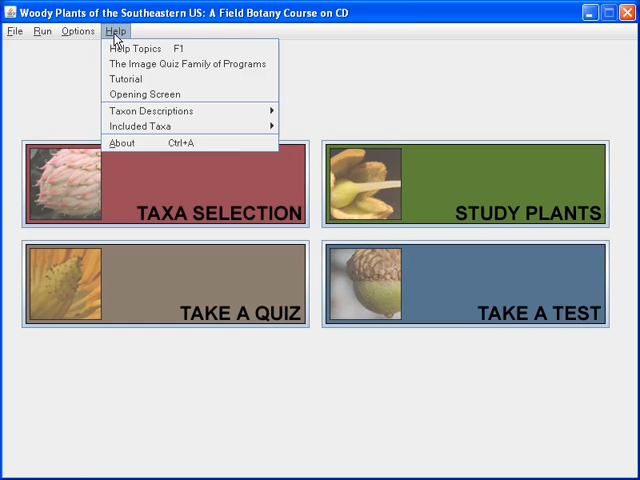 Woody Plants of the Southeastern US: A Field Botany Course on CD
File Run Options Help
Help Topics F1
The Image Quiz Family of Programs
Tutorial
Opening Screen
Taxon Descriptions
Included Taxa
About Ctrl+A
TAXA SELECTION
STUDY PLANTS
TAKE A QUIZ
TAKE A TEST